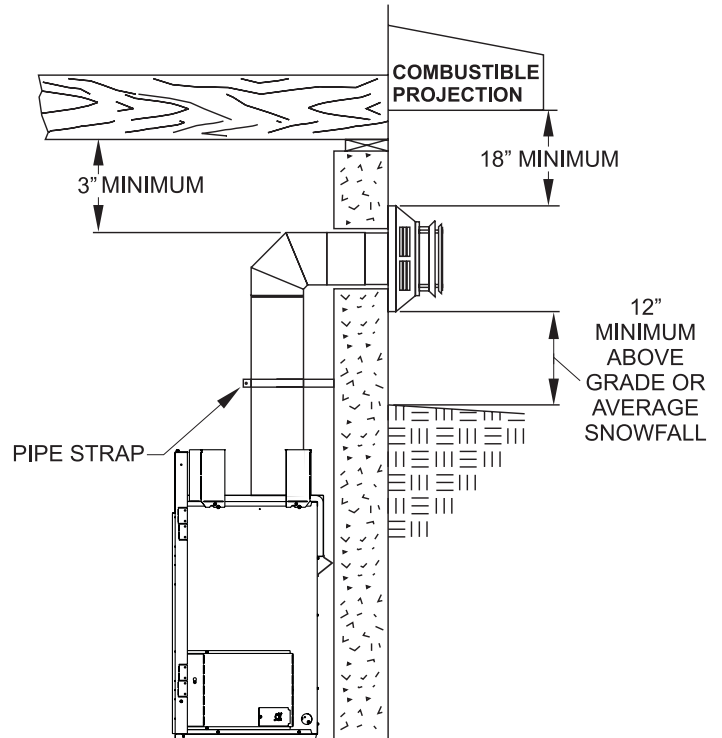 COMBUSTIBLE
PROJECTION
3” MINIMUM
18” MINIMUM
12”
MINIMUM
ABOVE
GRADE OR
AVERAGE
SNOWFALL
PIPE STRAP